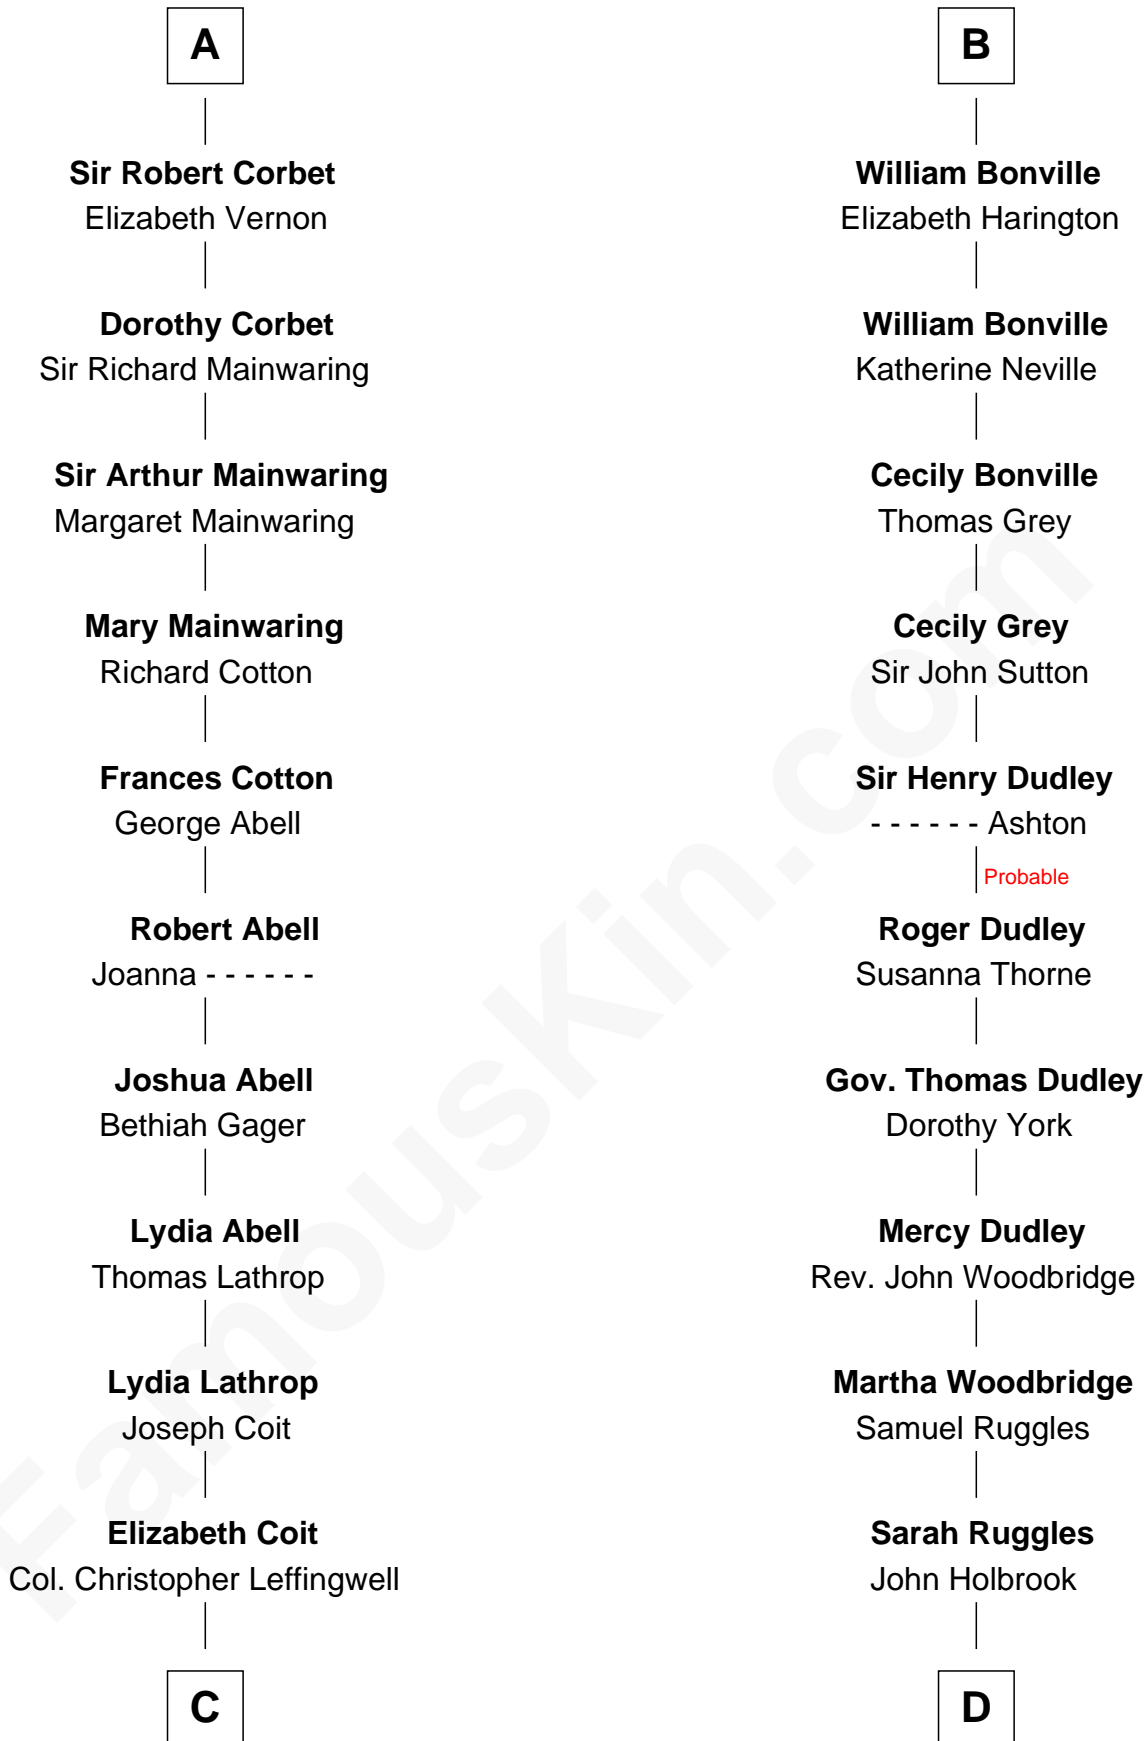 A
Sir Robert Corbet
Elizabeth Vernon
Dorothy Corbet
Sir Richard Mainwaring
Sir Arthur Mainwaring
Margaret Mainwaring
Mary Mainwaring
Richard Cotton
Frances Cotton
George Abell
Robert Abell
Joanna - - - - - -
Joshua Abell
Bethiah Gager
Lydia Abell
Thomas Lathrop
Lydia Lathrop
Joseph Coit
Elizabeth Coit
Col. Christopher Leffingwell
C
B
William Bonville
Elizabeth Harington
William Bonville
Katherine Neville
Cecily Bonville
Thomas Grey
Cecily Grey
Sir John Sutton
Sir Henry Dudley
- - - - - - Ashton
Probable
Roger Dudley
Susanna Thorne
Gov. Thomas Dudley
Dorothy York
Mercy Dudley
Rev. John Woodbridge
Martha Woodbridge
Samuel Ruggles
Sarah Ruggles
John Holbrook
D
FamousKin.com